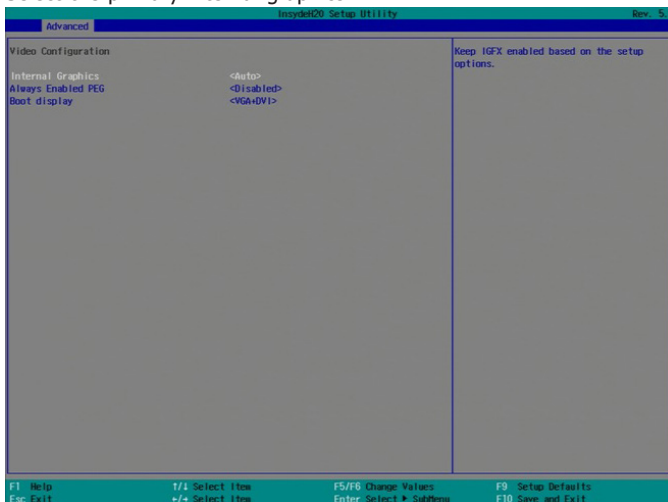 InsydeH20 Setup Utility Rev. 5.
Advanced
Video Configuration
Keep IGFX enabled based on the setup
options.
Internal Graphics <Auto>
Always Enabled PEG <Disabled>
Boot display <VGA+DVI>
F1 Help ↑/↓ Select Item F5/F6 Change Values F9 Setup Defaults
Esc Exit ←/→ Select Item Enter Select ▶ SubMenu F10 Save and Exit